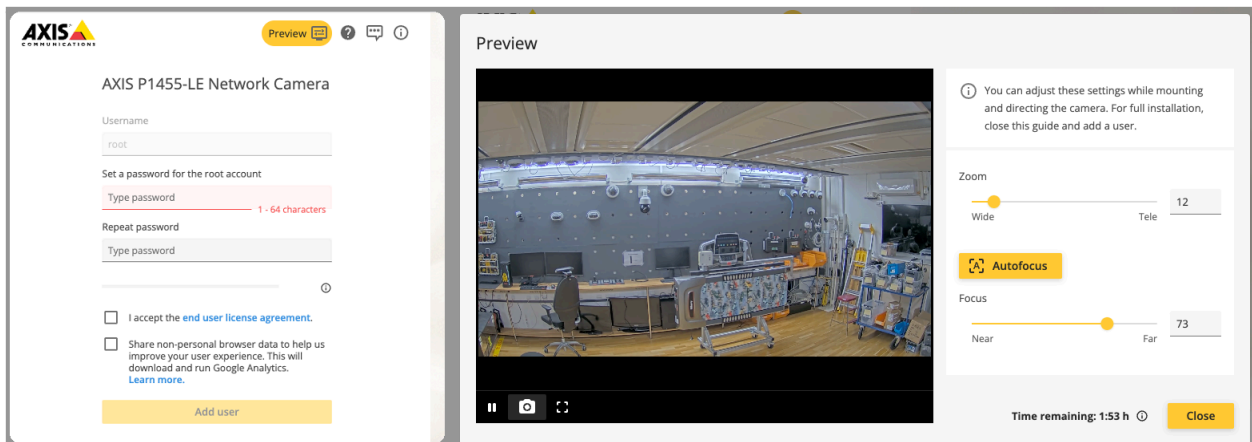 AXIS
COMMUNICATIONS
Preview
AXIS P1455-LE Network Camera
Username
root
Set a password for the root account
Type password
1 - 64 characters
Repeat password
Type password
I accept the end user license agreement.
Share non-personal browser data to help us
improve your user experience. This will
download and run Google Analytics.
Learn more.
Add user
Preview
You can adjust these settings while mounting
and directing the camera. For full installation,
close this guide and add a user.
Zoom
12
Wide Tele
[A] Autofocus
Focus
73
Near Far
Time remaining: 1:53 h
Close